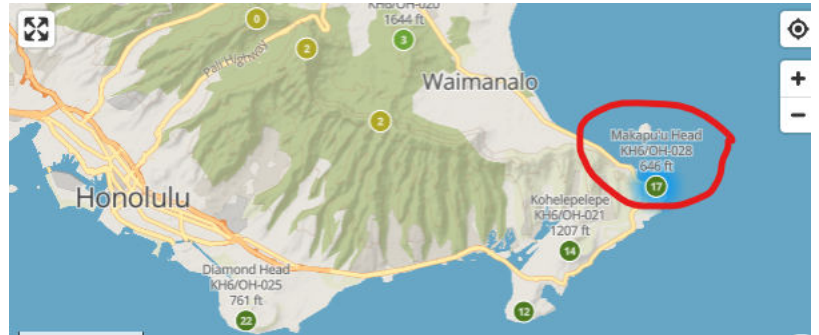 KH6/OH-020
1644 ft
0
3
2
Pali Highway
Waimanalo
2
Makapu'u Head
KH6/OH-028
646 ft
17
Honolulu
Kohelepelepe
KH6/OH-021
1207 ft
14
Diamond Head
KH6/OH-025
761 ft
22
12
+
−